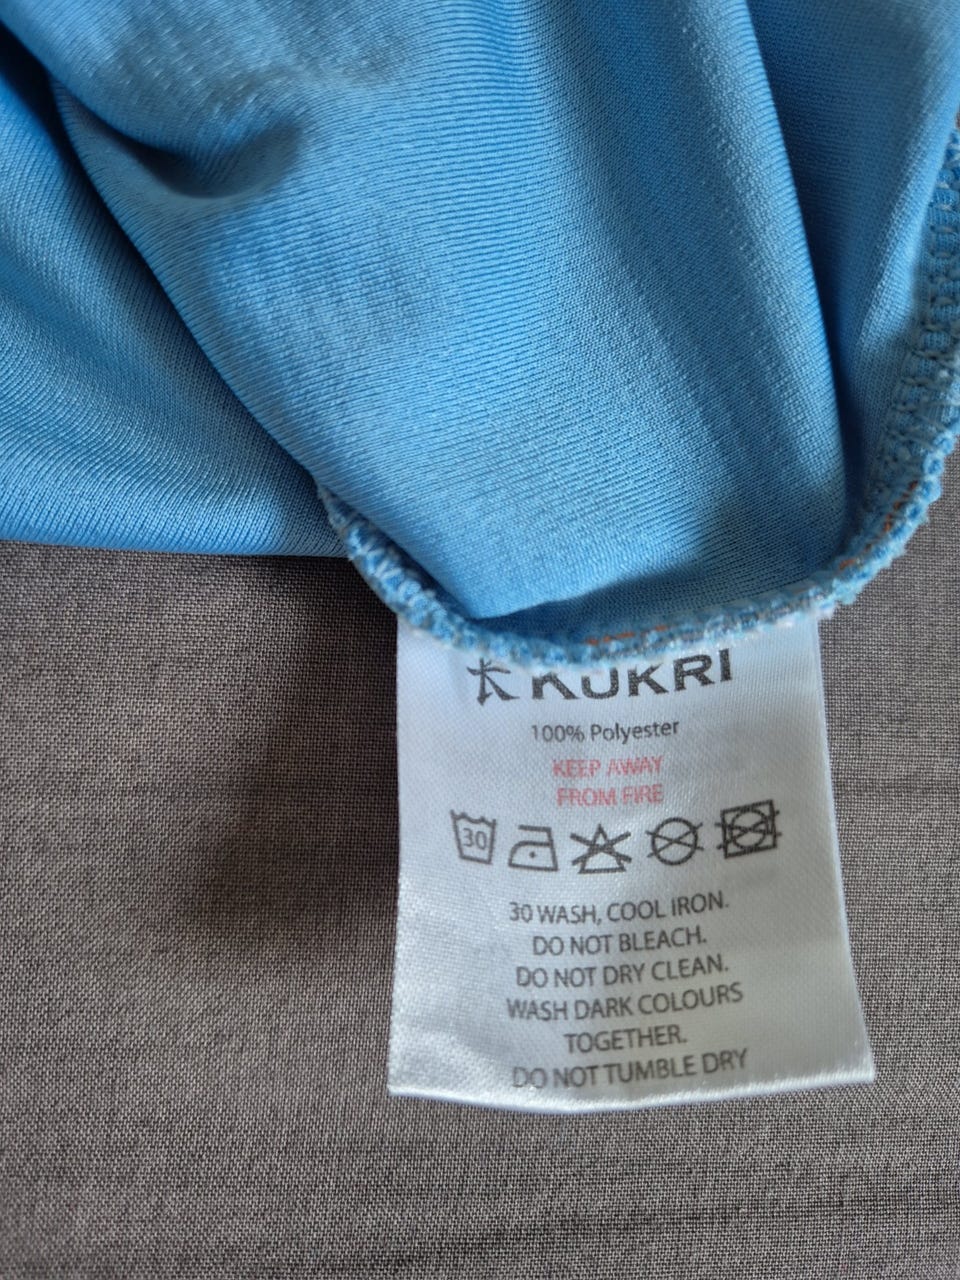 KUKRI
100% Polyester
KEEP AWAY
FROM FIRE
30
30 WASH, COOL IRON.
DO NOT BLEACH.
DO NOT DRY CLEAN.
WASH DARK COLOURS
TOGETHER.
DO NOT TUMBLE DRY